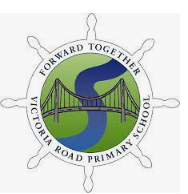 FORWARD TOGETHER
VICTORIA ROAD PRIMARY SCHOOL